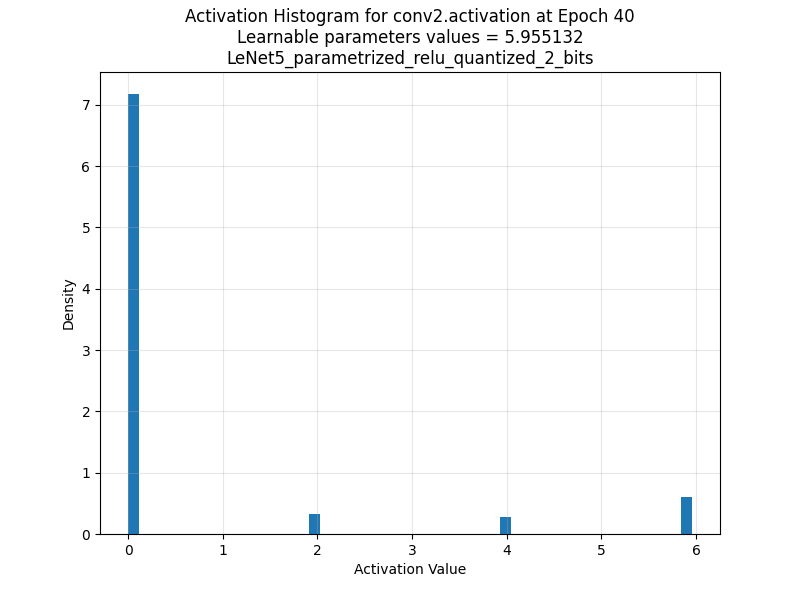 Activation Histogram for conv2.activation at Epoch 40
Learnable parameters values = 5.955132
LeNet5_parametrized_relu_quantized_2_bits
7
6
5
4
3
2
1
0
Density
0 1 2 3 4 5 6
Activation Value